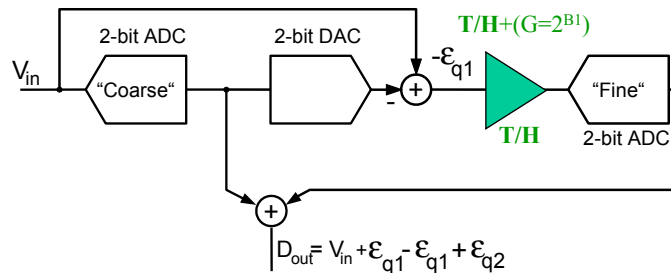 T/H+(G=2^B1)
2-bit ADC
2-bit DAC
V_in
-ε_q1
“Coarse“
“Fine“
+
-
T/H
2-bit ADC
+
D_out= V_in +ε_q1-ε_q1+ε_q2